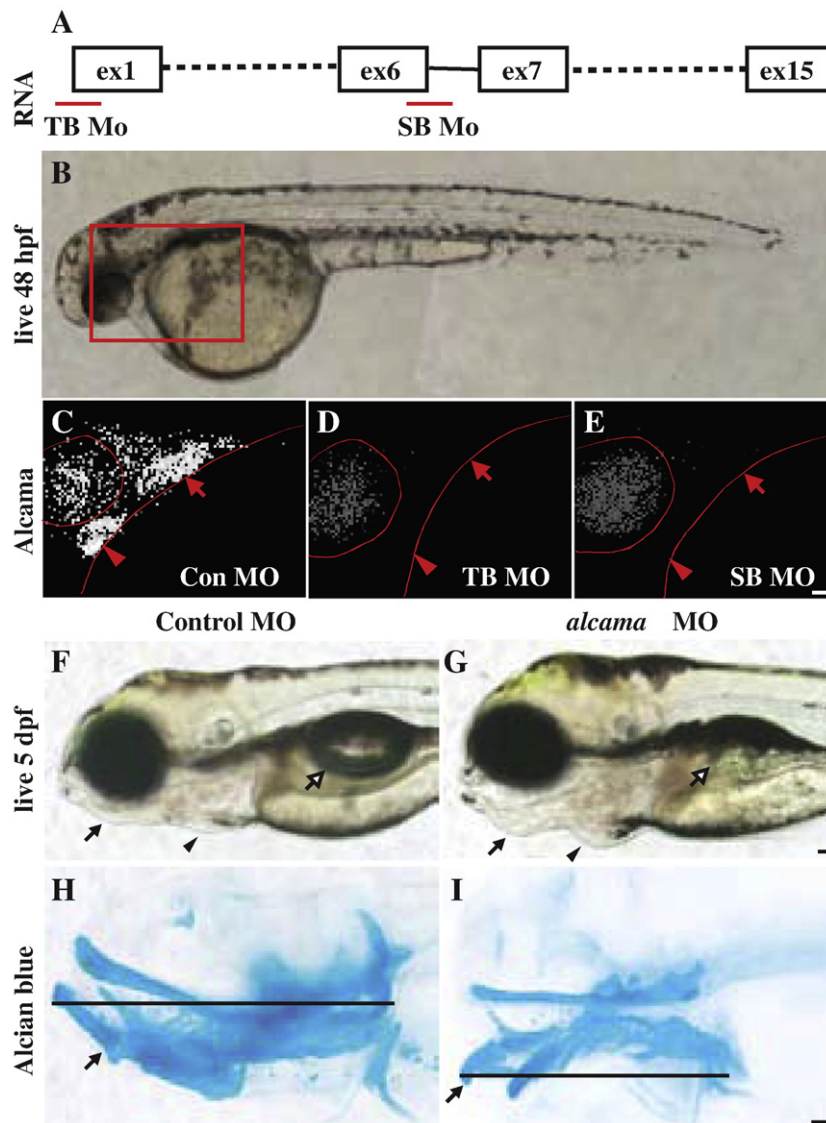 A
RNA
ex1
ex6
ex7
ex15
TB Mo
SB Mo
B
live 48 hpf
Alcama
C
Con MO
D
TB MO
E
SB MO
Control MO
alcama MO
live 5 dpf
F
G
Alcian blue
H
I